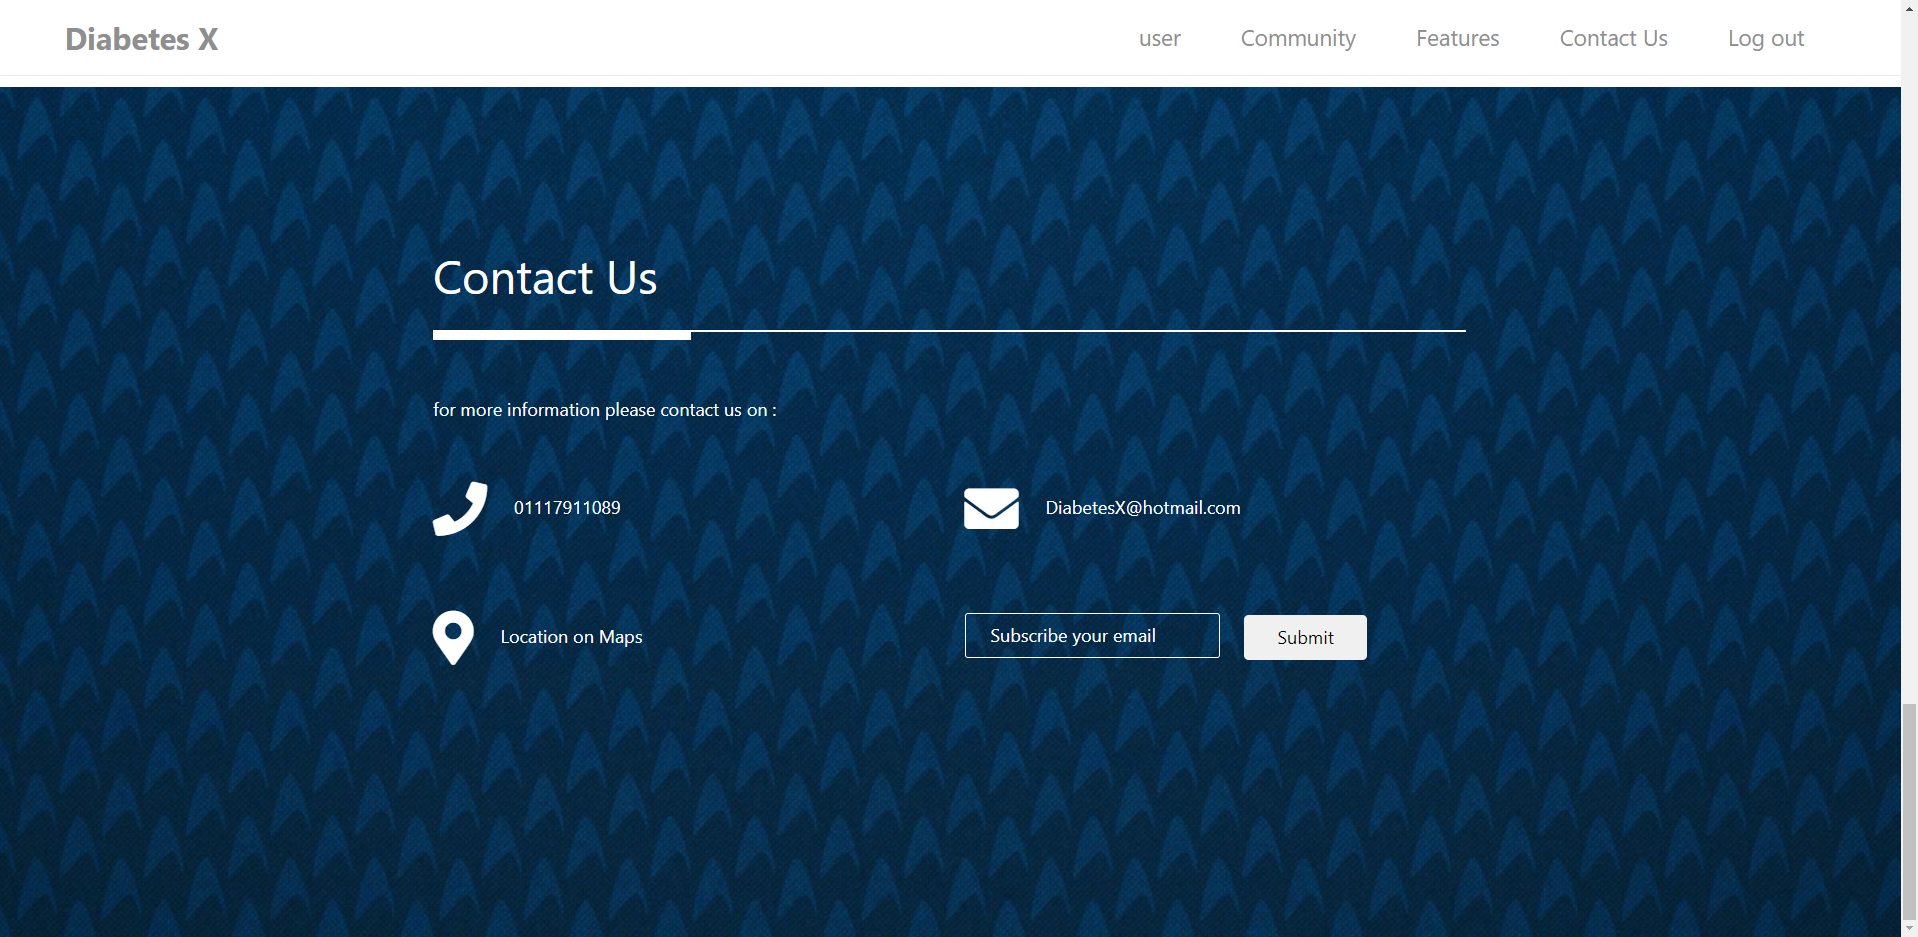 Diabetes X
user Community Features Contact Us Log out
Contact Us
for more information please contact us on :
01117911089
DiabetesX@hotmail.com
Location on Maps
Subscribe your email Submit